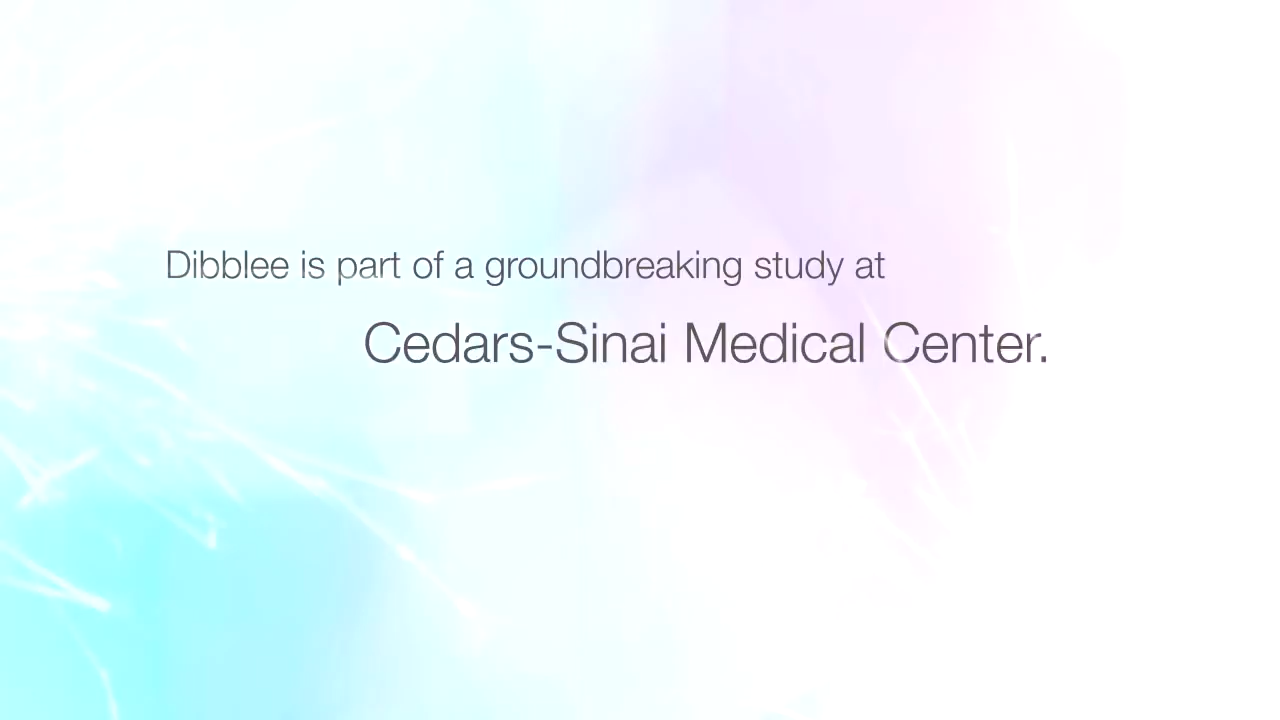 Dibblee is part of a groundbreaking study at
Cedars-Sinai Medical Center.